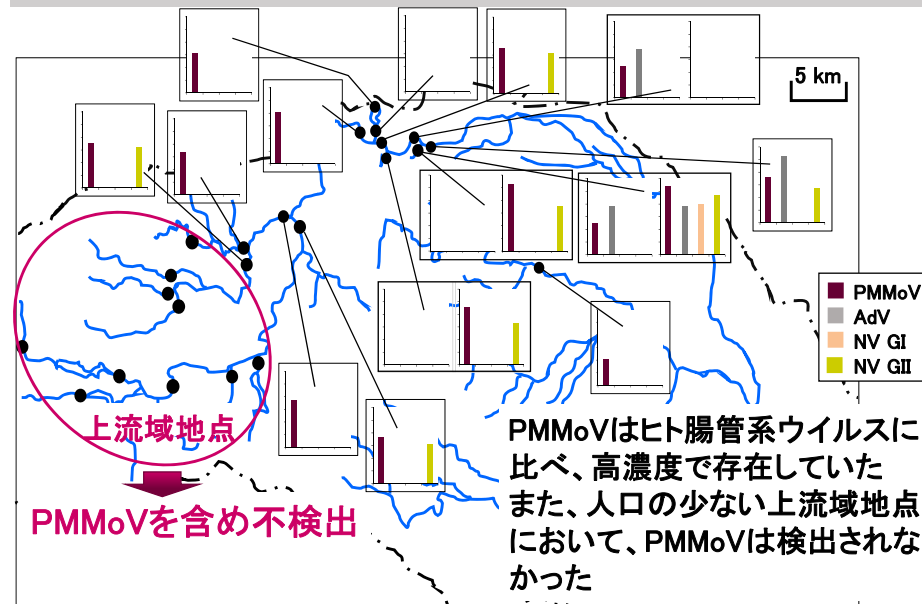 5 km
PMMoV
AdV
NV GI
NV GII
上流域地点
PMMoVを含め不検出
PMMoVはヒト腸管系ウイルスに
比べ、高濃度で存在していた
また、人口の少ない上流域地点
において、PMMoVは検出されな
かった